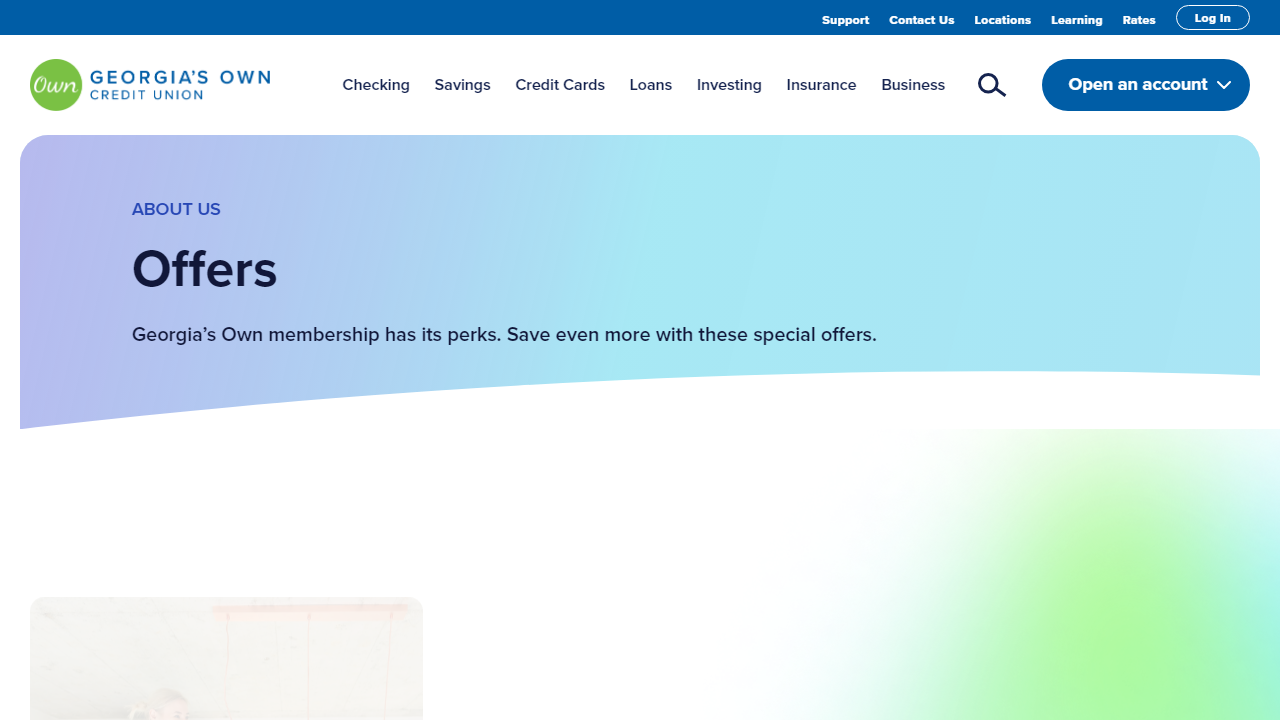 Support Contact Us Locations Learning Rates Log In
Own GEORGIA'S OWN
CREDIT UNION
Checking Savings Credit Cards Loans Investing Insurance Business
Open an account
ABOUT US
Offers
Georgia’s Own membership has its perks. Save even more with these special offers.